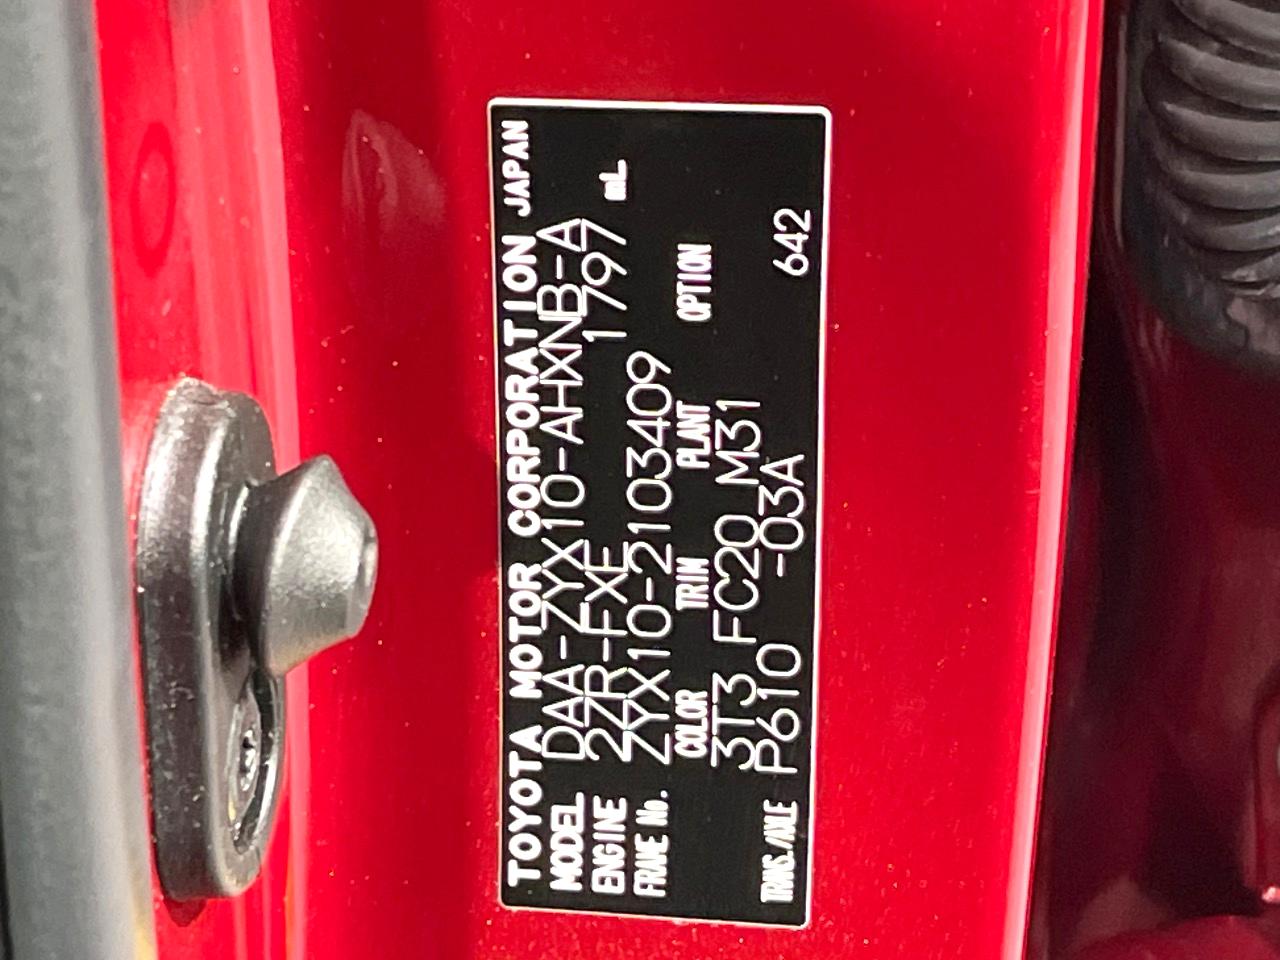 TOYOTA MOTOR CORPORATION JAPAN
MODEL DAA-ZYX10-AHXNB-A
ENGINE 2ZR-FXE 1797 mL
FRAME No. ZYX10-2103409
COLOR TRIM PLANT OPTION
3T3 FC20 M31
TRANS./AXLE P610 -03A 642